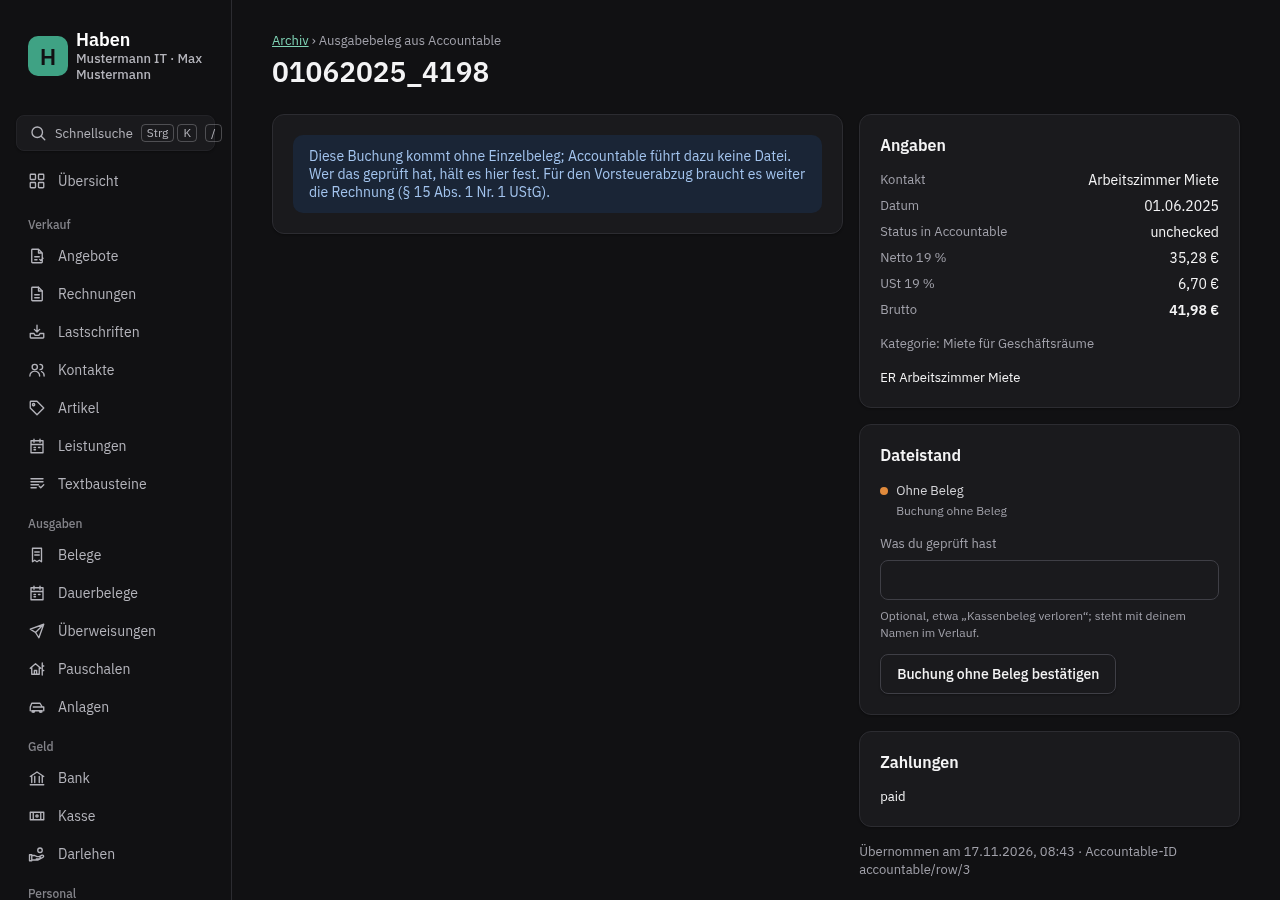 H
Haben
Mustermann IT · Max
Mustermann
Schnellsuche Strg K /
Übersicht
Verkauf
Angebote
Rechnungen
Lastschriften
Kontakte
Artikel
Leistungen
Textbausteine
Ausgaben
Belege
Dauerbelege
Überweisungen
Pauschalen
Anlagen
Geld
Bank
Kasse
Darlehen
Personal
Archiv › Ausgabebeleg aus Accountable
01062025_4198
Diese Buchung kommt ohne Einzelbeleg; Accountable führt dazu keine Datei.
Wer das geprüft hat, hält es hier fest. Für den Vorsteuerabzug braucht es weiter
die Rechnung (§ 15 Abs. 1 Nr. 1 UStG).
Angaben
Kontakt Arbeitszimmer Miete
Datum 01.06.2025
Status in Accountable unchecked
Netto 19 % 35,28 €
USt 19 % 6,70 €
Brutto 41,98 €
Kategorie: Miete für Geschäftsräume
ER Arbeitszimmer Miete
Dateistand
Ohne Beleg
Buchung ohne Beleg
Was du geprüft hast
Optional, etwa „Kassenbeleg verloren“; steht mit deinem
Namen im Verlauf.
Buchung ohne Beleg bestätigen
Zahlungen
paid
Übernommen am 17.11.2026, 08:43 · Accountable-ID
accountable/row/3